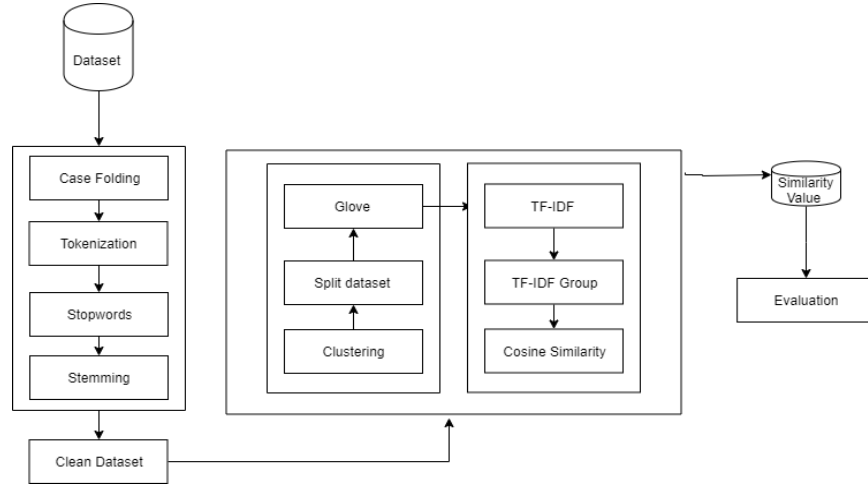 Dataset
Case Folding
Tokenization
Stopwords
Stemming
Clean Dataset
Glove
Split dataset
Clustering
TF-IDF
TF-IDF Group
Cosine Similarity
Similarity
Value
Evaluation